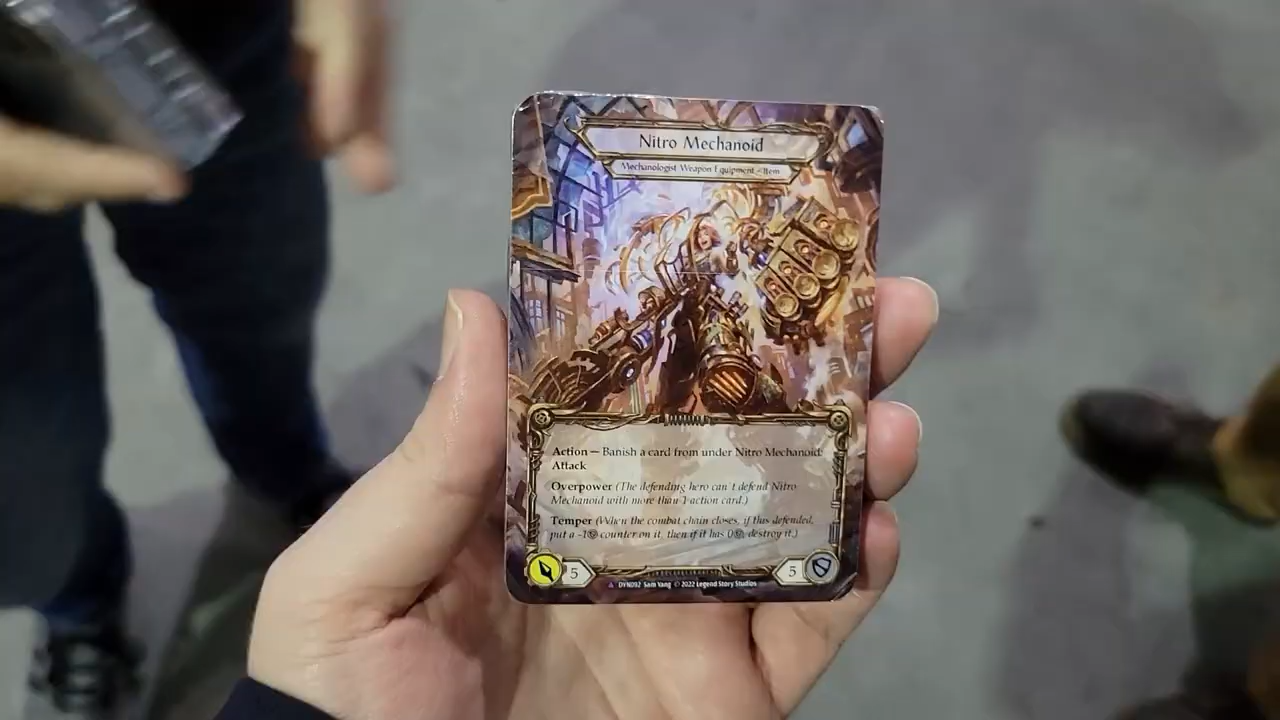 Nitro Mechanoid
Mechanologist Weapon Equipment – Item
Action — Banish a card from under Nitro Mechanoid:
Attack
Overpower (The defending hero can't defend Nitro
Mechanoid with more than 1 action card.)
Temper (When the combat chain closes, if this defended,
put a -1 counter on it, then if it has 0, destroy it.)
5
5
DYN092 Sam Yang © 2022 Legend Story Studios